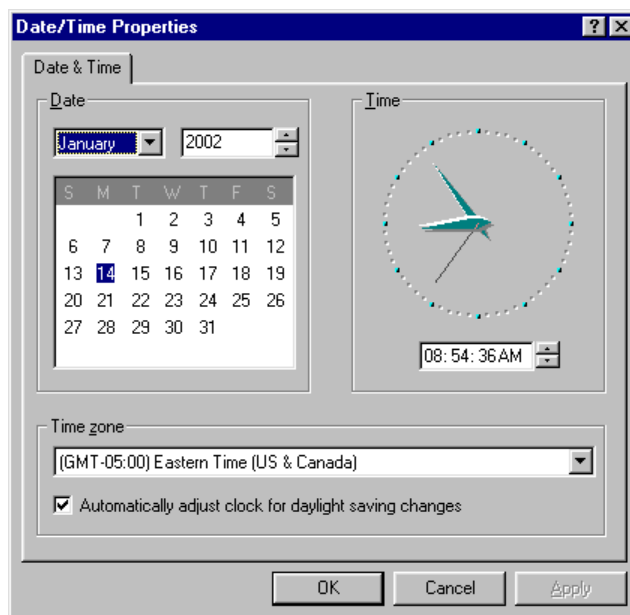 Date/Time Properties
Date & Time
Date
January 2002
S M T W T F S
1 2 3 4 5
6 7 8 9 10 11 12
13 14 15 16 17 18 19
20 21 22 23 24 25 26
27 28 29 30 31
Time
08:54:36 AM
Time zone
(GMT-05:00) Eastern Time (US & Canada)
Automatically adjust clock for daylight saving changes
OK Cancel Apply